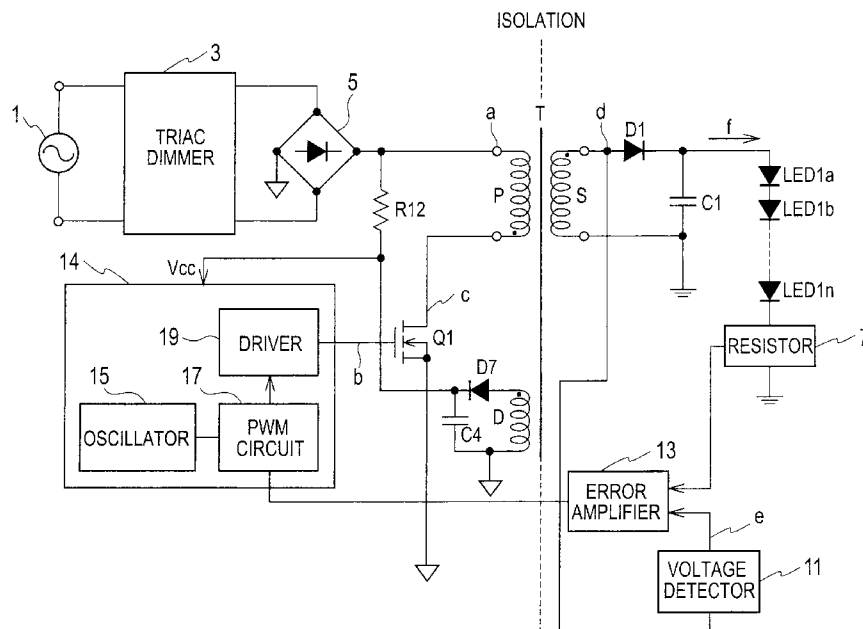 ISOLATION
3
1
TRIAC
DIMMER
5
a
T
d
D1
f
P
S
C1
LED1a
LED1b
LED1n
R12
14
Vcc
c
19
DRIVER
b
Q1
RESISTOR
7
15
17
OSCILLATOR
PWM
CIRCUIT
D7
D
C4
13
ERROR
AMPLIFIER
e
VOLTAGE
DETECTOR
11